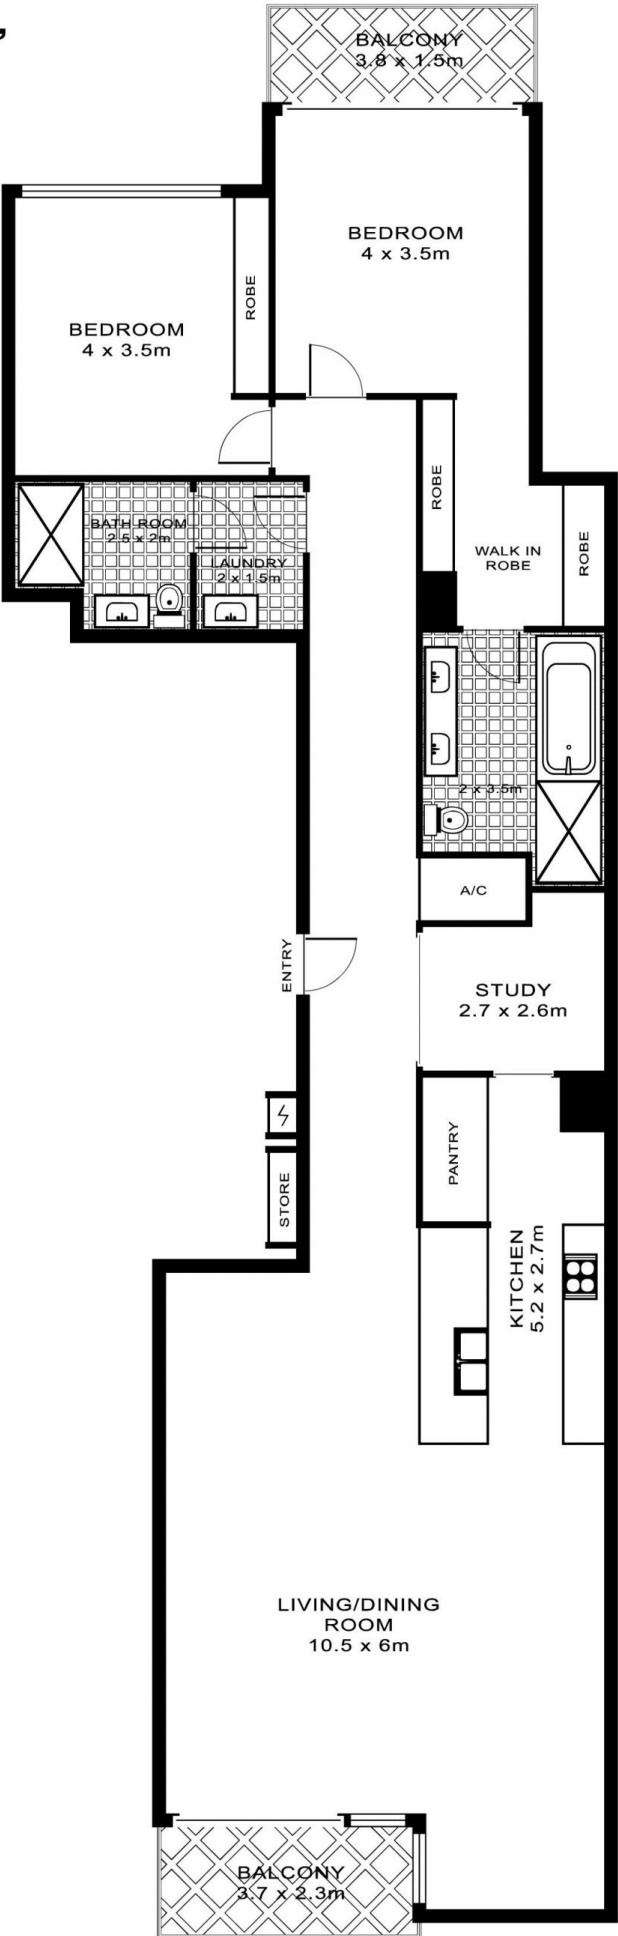 ,
BALCONY
3.8 x 1.5m
BEDROOM
4 x 3.5m
ROBE
BEDROOM
4 x 3.5m
ROBE
BATH ROOM
2.5 x 2m
LAUNDRY
2 x 1.5m
WALK IN
ROBE
ROBE
2 x 3.5m
A/C
ENTRY
STUDY
2.7 x 2.6m
PANTRY
STORE
KITCHEN
5.2 x 2.7m
LIVING/DINING
ROOM
10.5 x 6m
BALCONY
3.7 x 2.3m